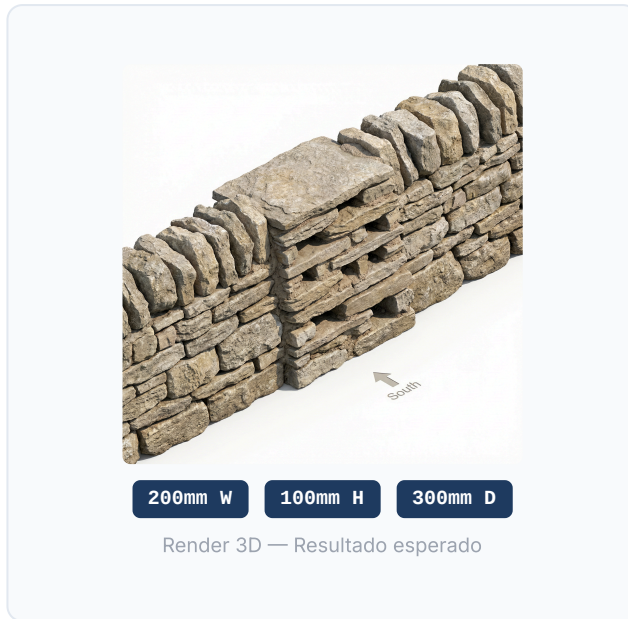 South
200mm W
100mm H
300mm D
Render 3D — Resultado esperado